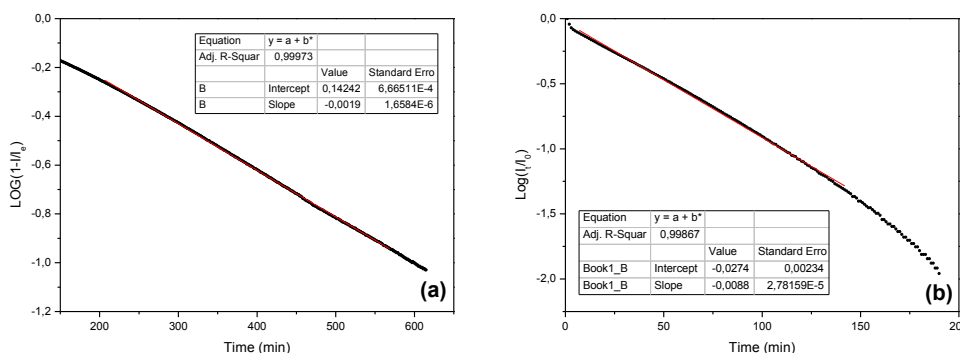 0,0
-0,2
-0,4
-0,6
-0,8
-1,0
-1,2
LOG(1-I/Ie)
Equation y = a + b*
Adj. R-Squar 0,99973
Value Standard Erro
B Intercept 0,14242 6,66511E-4
B Slope -0,0019 1,6584E-6
(a)
200 300 400 500 600
Time (min)
0,0
-0,5
-1,0
-1,5
-2,0
Log(It/I0)
Equation y = a + b*
Adj. R-Squar 0,99867
Value Standard Erro
Book1_B Intercept -0,0274 0,00234
Book1_B Slope -0,0088 2,78159E-5
(b)
0 50 100 150 200
Time (min)